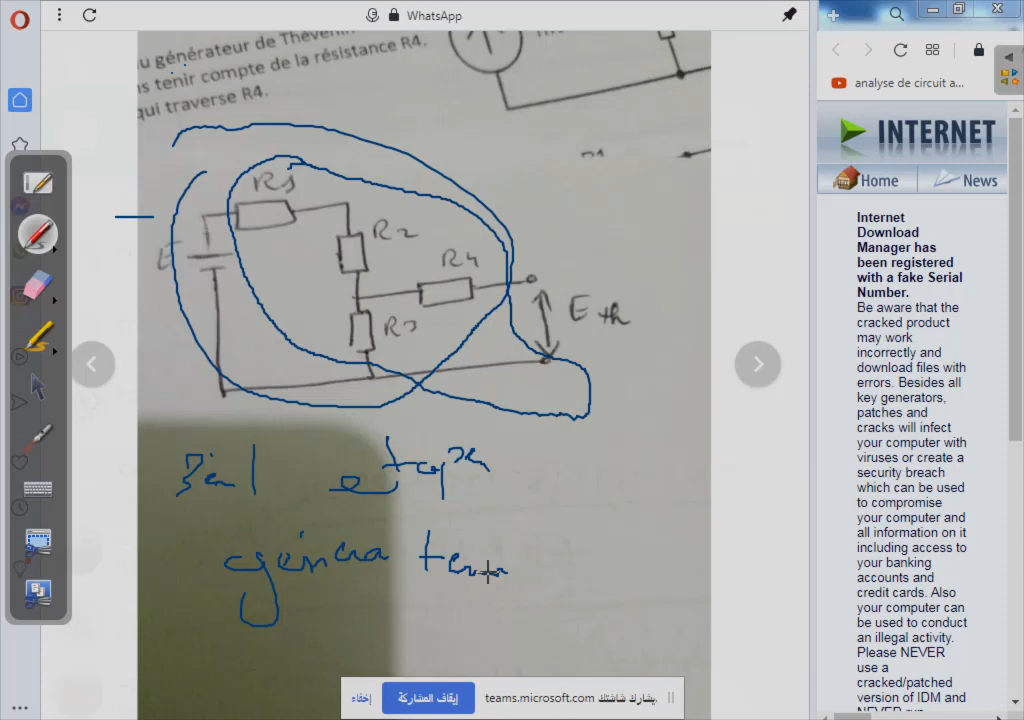 WhatsApp
u générateur de Théveni
s tenir compte de la résistance R4.
qui traverse R4.
R1
R2
E
R4
R3
E th
analyse de circuit a...
INTERNET
Home
News
Internet
Download
Manager has
been registered
with a fake Serial
Number.
Be aware that the
cracked product
may work
incorrectly and
download files with
errors. Besides all
key generators,
patches and
cracks will infect
your computer with
viruses or create a
security breach
which can be used
to compromise
your computer and
all information on it
including access to
your banking
accounts and
credit cards. Also
your computer can
be used to conduct
an illegal activity.
Please NEVER
use a
cracked/patched
version of IDM and
إخفاء
إيقاف المشاركة
يشارك شاشتك teams.microsoft.com.